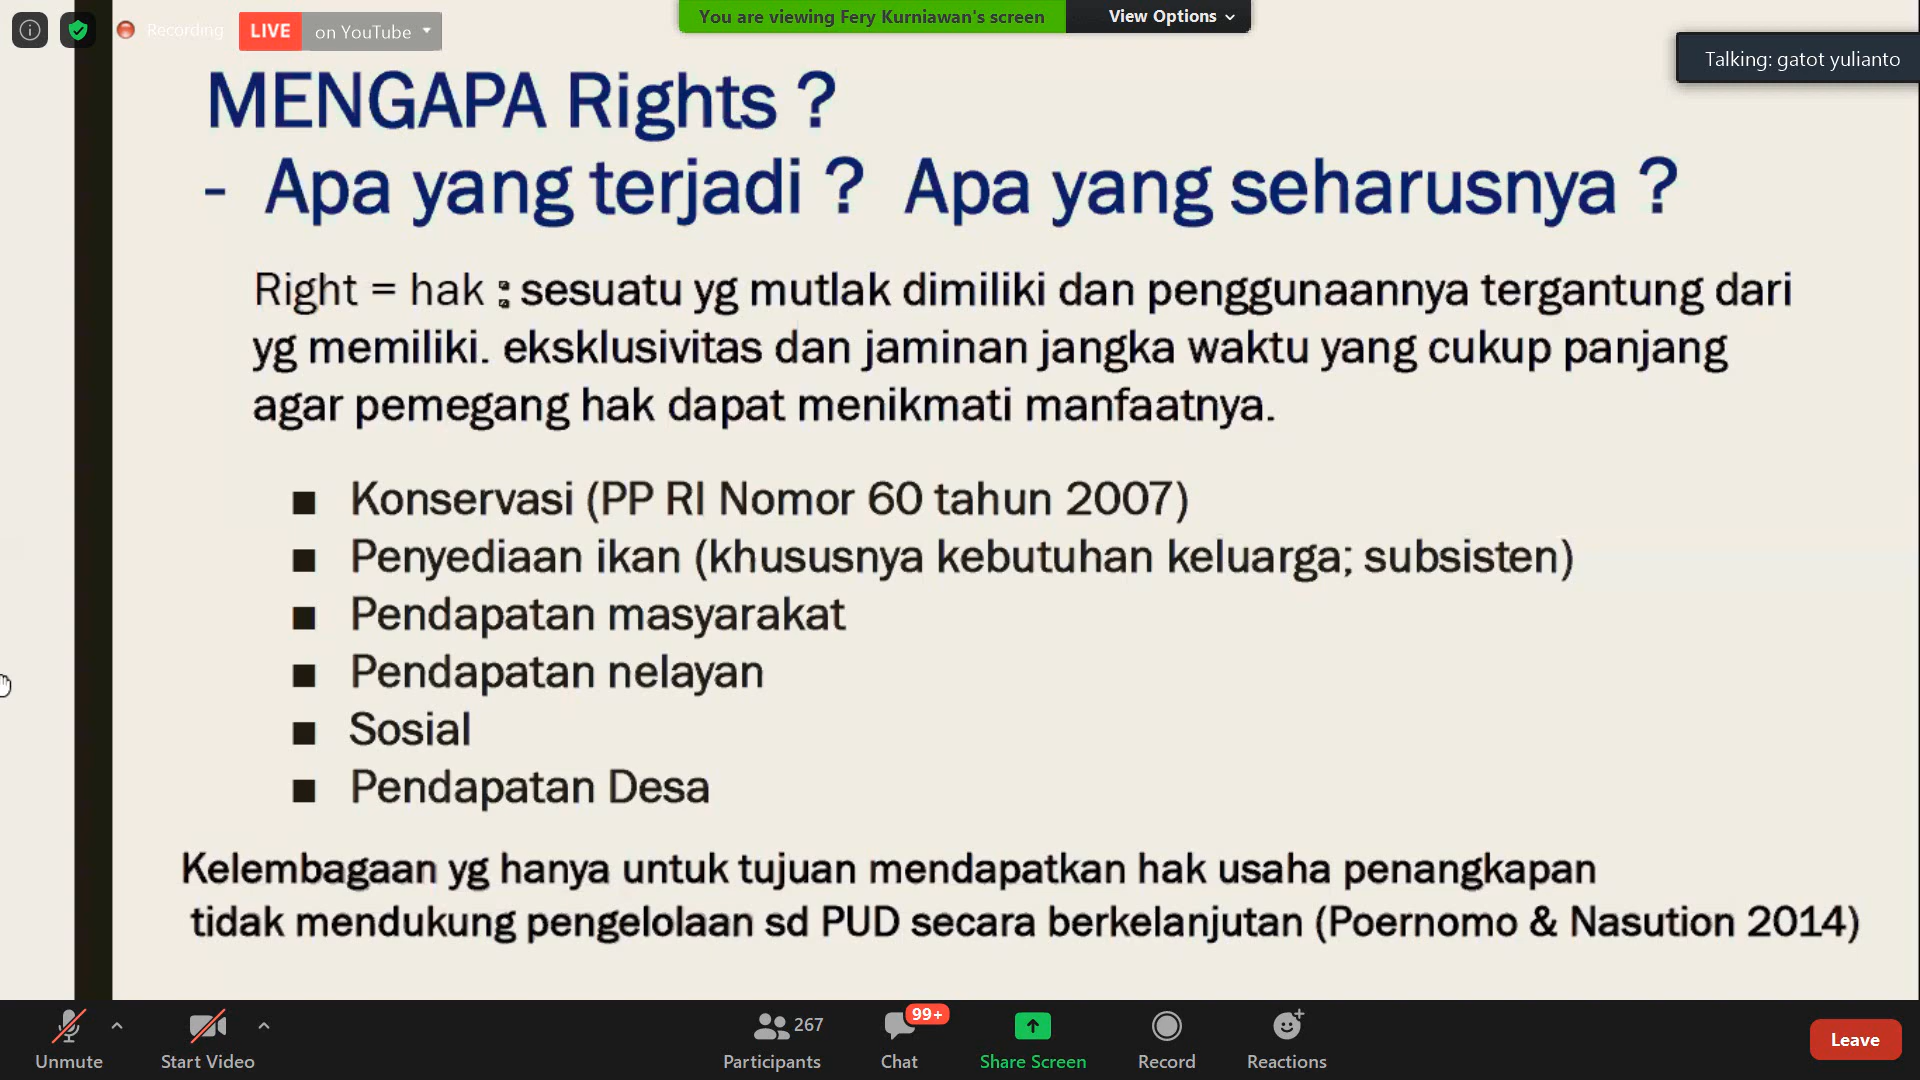 Recording
LIVE on YouTube
You are viewing Fery Kurniawan's screen
View Options
Talking: gatot yulianto
MENGAPA Rights ?
- Apa yang terjadi ? Apa yang seharusnya ?
Right = hak : sesuatu yg mutlak dimiliki dan penggunaannya tergantung dari
yg memiliki. eksklusivitas dan jaminan jangka waktu yang cukup panjang
agar pemegang hak dapat menikmati manfaatnya.
■ Konservasi (PP RI Nomor 60 tahun 2007)
■ Penyediaan ikan (khususnya kebutuhan keluarga; subsisten)
■ Pendapatan masyarakat
■ Pendapatan nelayan
■ Sosial
■ Pendapatan Desa
Kelembagaan yg hanya untuk tujuan mendapatkan hak usaha penangkapan
tidak mendukung pengelolaan sd PUD secara berkelanjutan (Poernomo & Nasution 2014)
Unmute
Start Video
267
Participants
99+
Chat
Share Screen
Record
Reactions
Leave